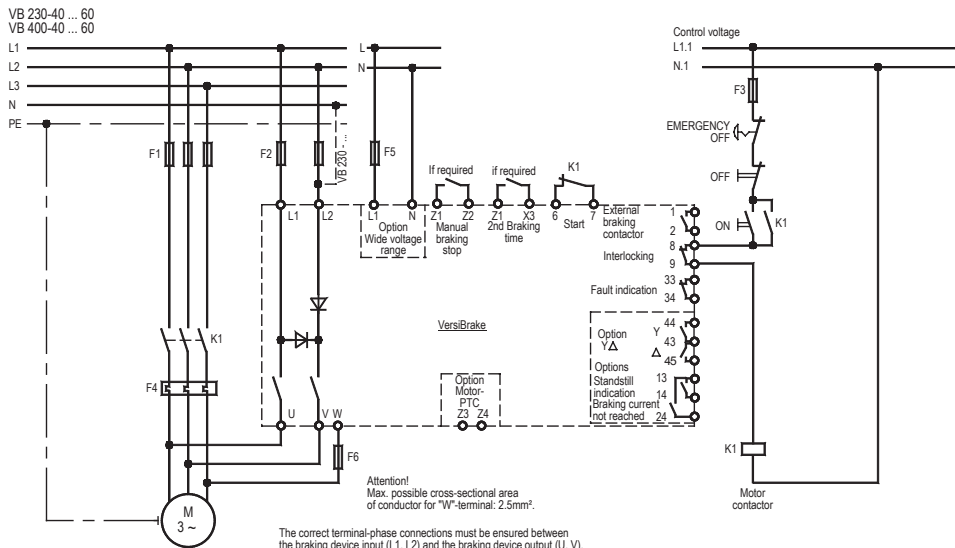 VB 230-40 ... 60
VB 400-40 ... 60
Control voltage
L1
L
L1.1
L2
N
N.1
L3
N
PE
F3
EMERGENCY
OFF
F1
F2
VB 230 - ...
F5
If required
if required
K1
OFF
L1
L2
L1
N
Z1
Z2
Z1
X3
6
7
Option
Wide voltage
range
Manual
braking
stop
2nd Braking
time
Start
External
braking
contactor
1
2
ON
K1
Interlocking
8
9
Fault indication
33
34
VersiBrake
Option
Y△
Y
△
44
43
45
Options
Standstill
indication
Braking current
not reached
13
14
24
K1
F4
Option
Motor-
PTC
Z3
Z4
U
V
W
F6
K1
Motor
contactor
Attention!
Max. possible cross-sectional area
of conductor for "W"-terminal: 2.5mm².
M
3 ~
The correct terminal-phase connections must be ensured between
the braking device input (L1, L2) and the braking device output (U, V).